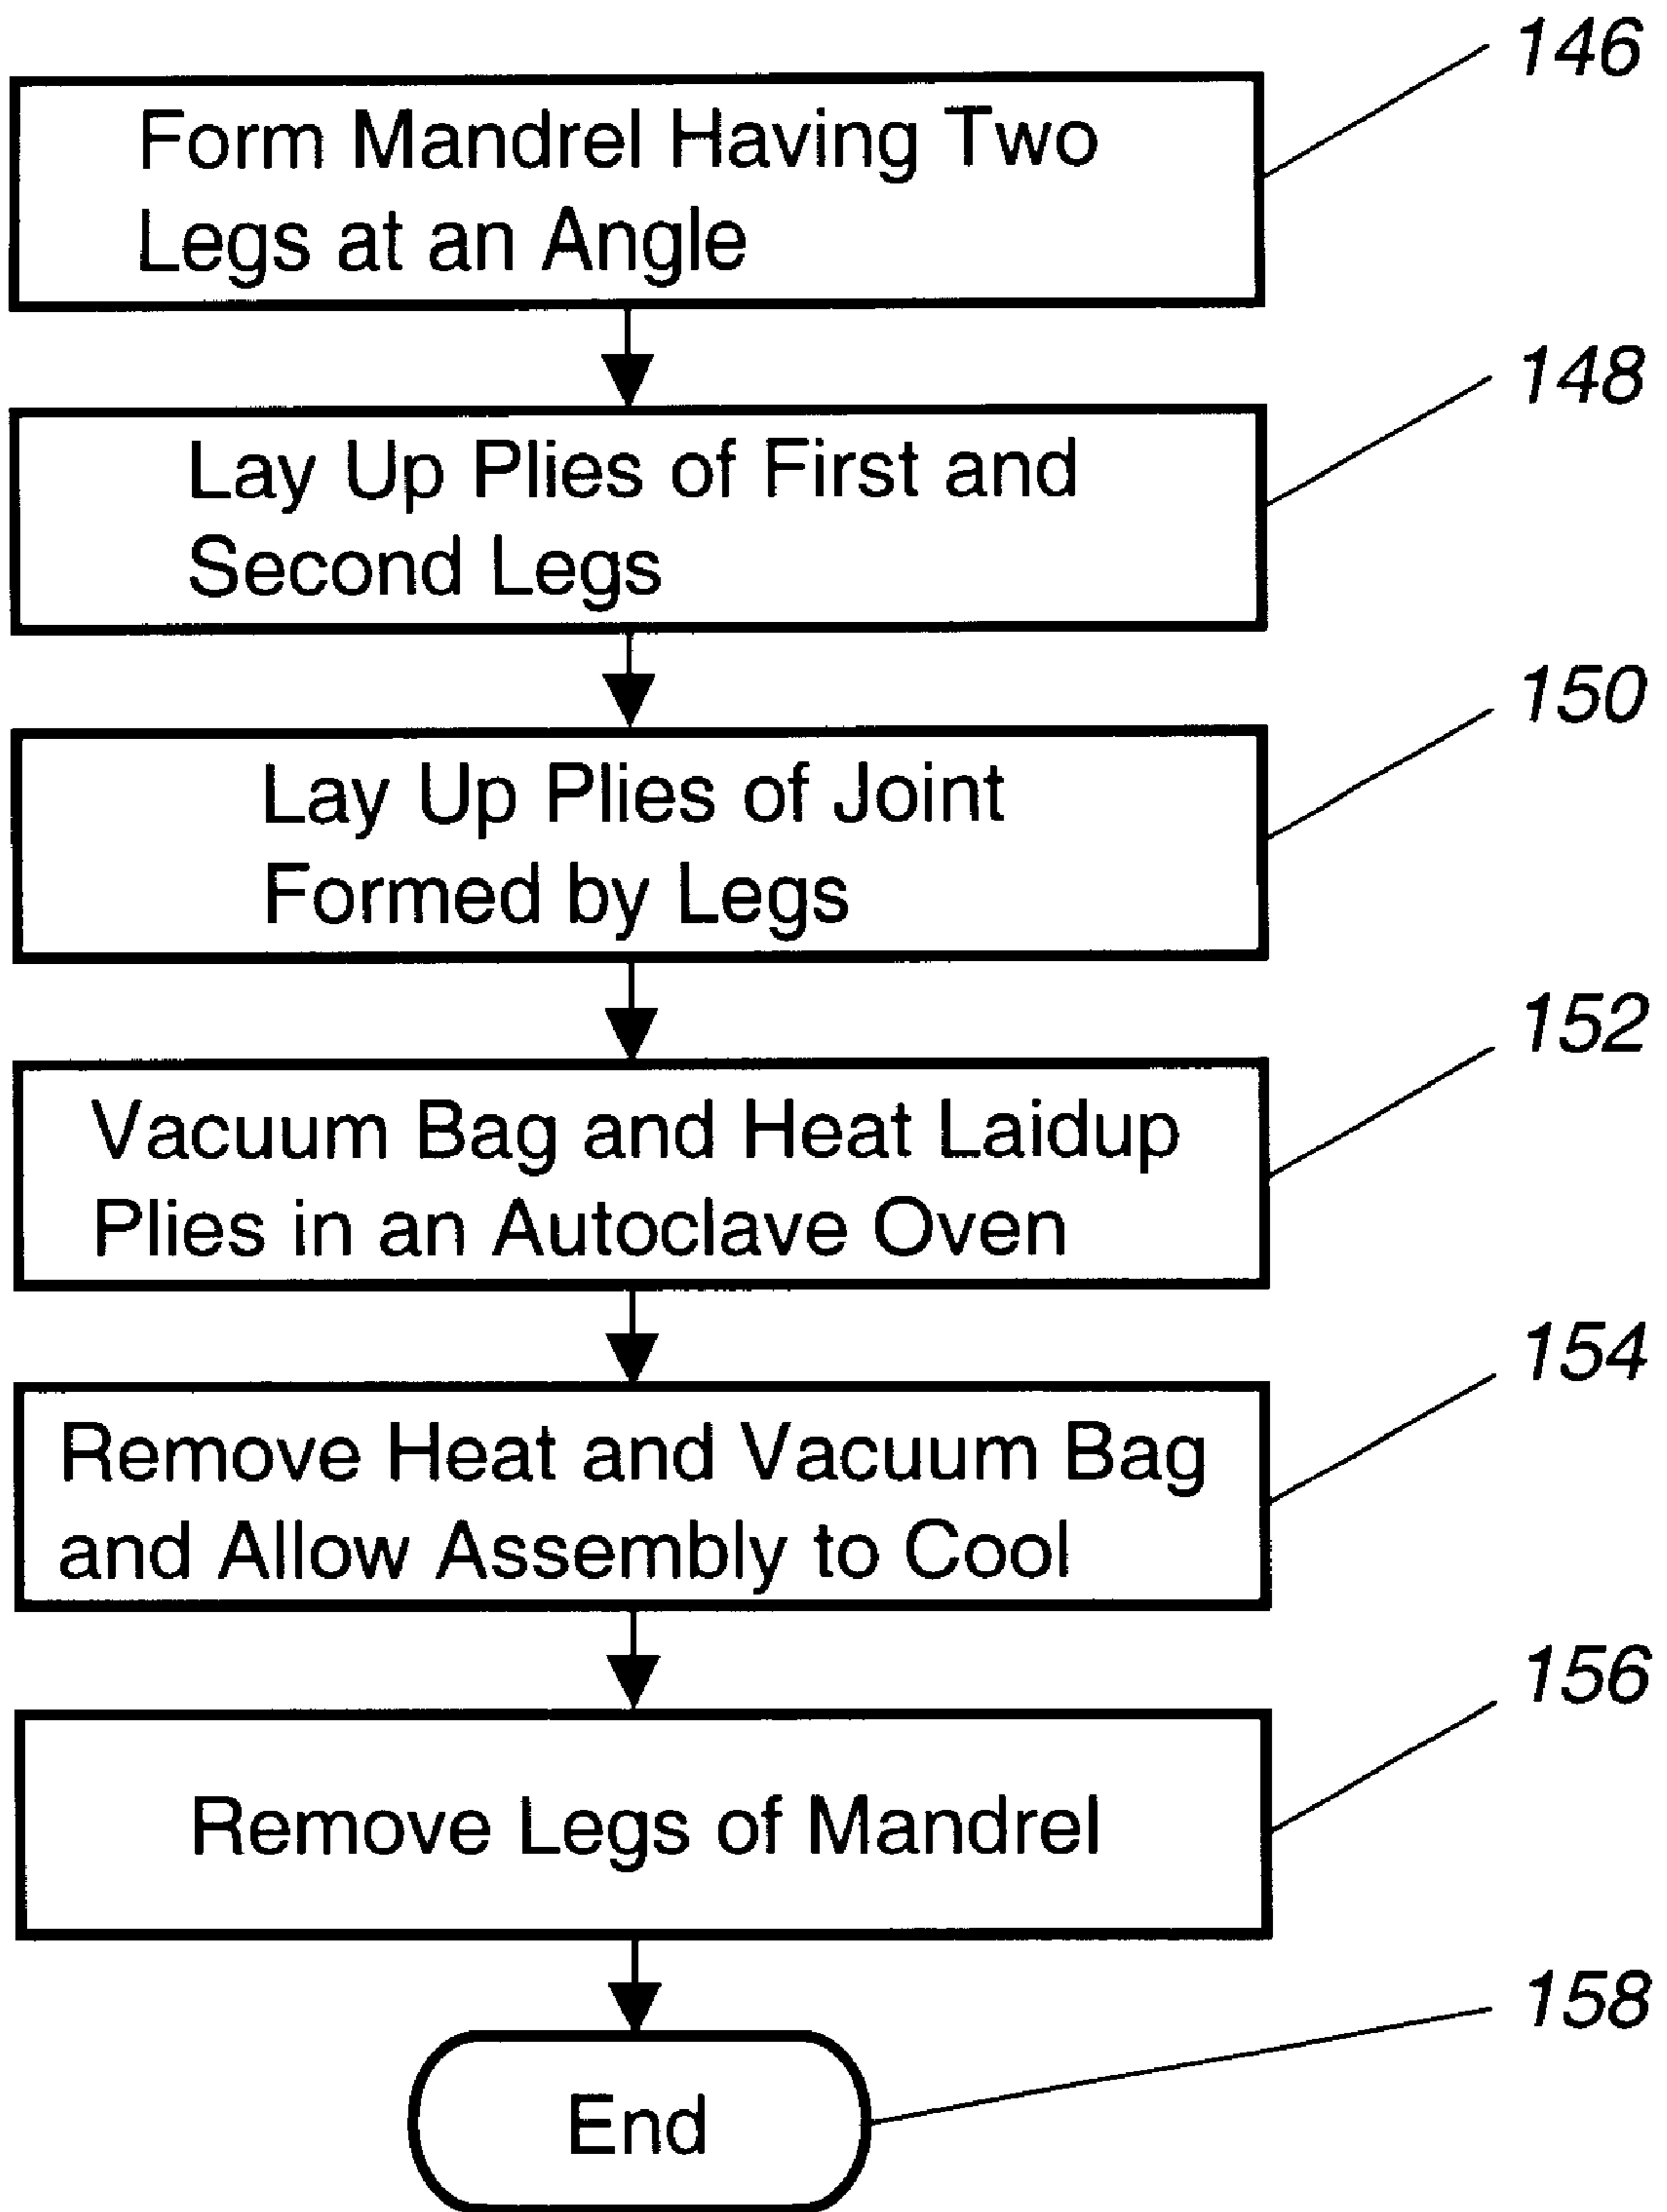 146
Form Mandrel Having Two
Legs at an Angle
148
Lay Up Plies of First and
Second Legs
150
Lay Up Plies of Joint
Formed by Legs
152
Vacuum Bag and Heat Laidup
Plies in an Autoclave Oven
154
Remove Heat and Vacuum Bag
and Allow Assembly to Cool
156
Remove Legs of Mandrel
158
End